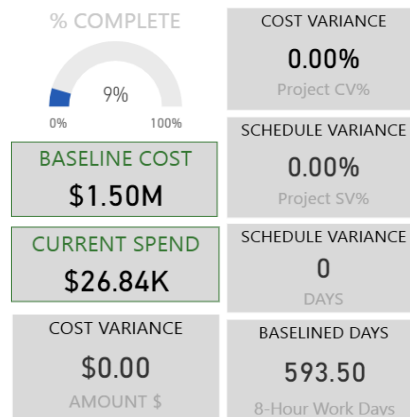 % COMPLETE
9%
0%
100%
BASELINE COST
$1.50M
CURRENT SPEND
$26.84K
COST VARIANCE
$0.00
AMOUNT $
COST VARIANCE
0.00%
Project CV%
SCHEDULE VARIANCE
0.00%
Project SV%
SCHEDULE VARIANCE
0
DAYS
BASELINED DAYS
593.50
8-Hour Work Days